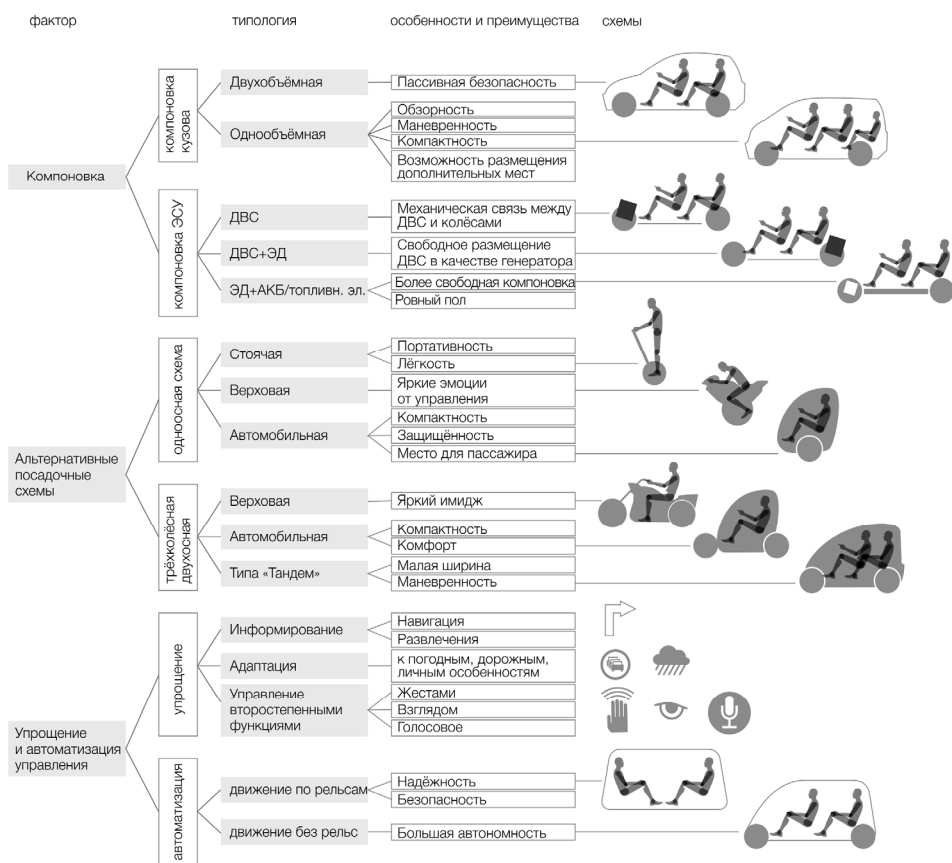 фактор
типология
особенности и преимущества
схемы
Компоновка
компоновка
кузова
Двухобъёмная
Пассивная безопасность
Однообъёмная
Обзорность
Маневренность
Компактность
Возможность размещения
дополнительных мест
компоновка ЭСУ
ДВС
Механическая связь между
ДВС и колёсами
ДВС+ЭД
Свободное размещение
ДВС в качестве генератора
ЭД+АКБ/топливн. эл.
Более свободная компоновка
Ровный пол
Альтернативные
посадочные
схемы
одноосная схема
Стоячая
Портативность
Лёгкость
Верховая
Яркие эмоции
от управления
Автомобильная
Компактность
Защищённость
Место для пассажира
трёхколёсная
двухосная
Верховая
Яркий имидж
Автомобильная
Компактность
Комфорт
Типа «Тандем»
Малая ширина
Маневренность
Упрощение
и автоматизация
управления
упрощение
Информирование
Навигация
Развлечения
Адаптация
к погодным, дорожным,
личным особенностям
Управление
второстепенными
функциями
Жестами
Взглядом
Голосовое
автоматизация
движение по рельсам
Надёжность
Безопасность
движение без рельс
Большая автономность